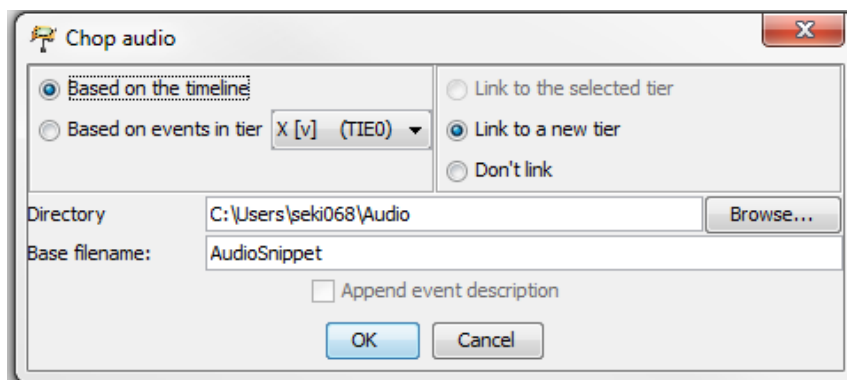 Chop audio
Based on the timeline
Based on events in tier X [v] (TIE0)
Link to the selected tier
Link to a new tier
Don't link
Directory C:\Users\seki068\Audio Browse...
Base filename: AudioSnippet
Append event description
OK Cancel